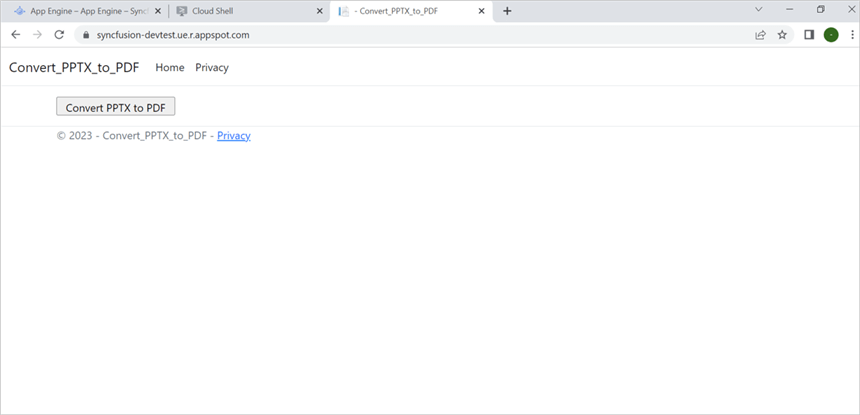 App Engine – App Engine – Sync
Cloud Shell
- Convert_PPTX_to_PDF
syncfusion-devtest.ue.r.appspot.com
Convert_PPTX_to_PDF Home Privacy
Convert PPTX to PDF
© 2023 - Convert_PPTX_to_PDF - Privacy